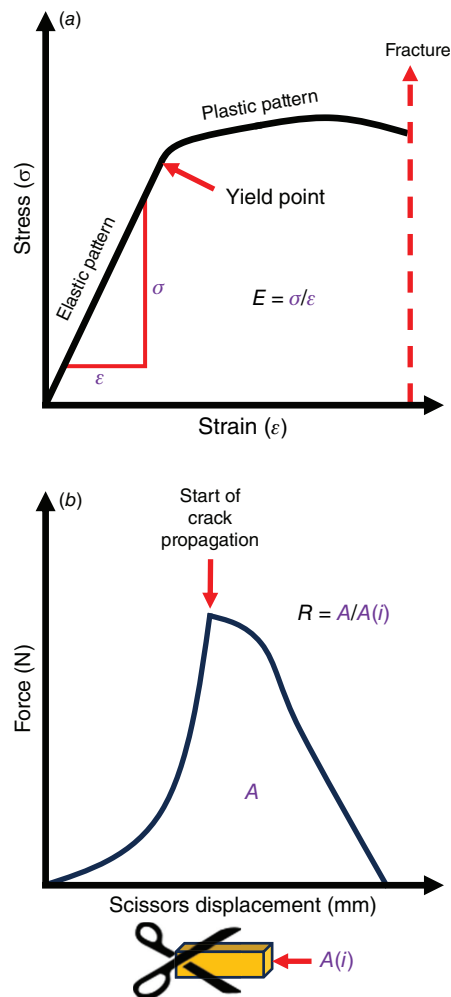 (a)
Fracture
Plastic pattern
Yield point
Elastic pattern
Stress (σ)
σ
E = σ/ε
ε
Strain (ε)
(b)
Start of
crack
propagation
R = A/A(i)
Force (N)
A
Scissors displacement (mm)
A(i)